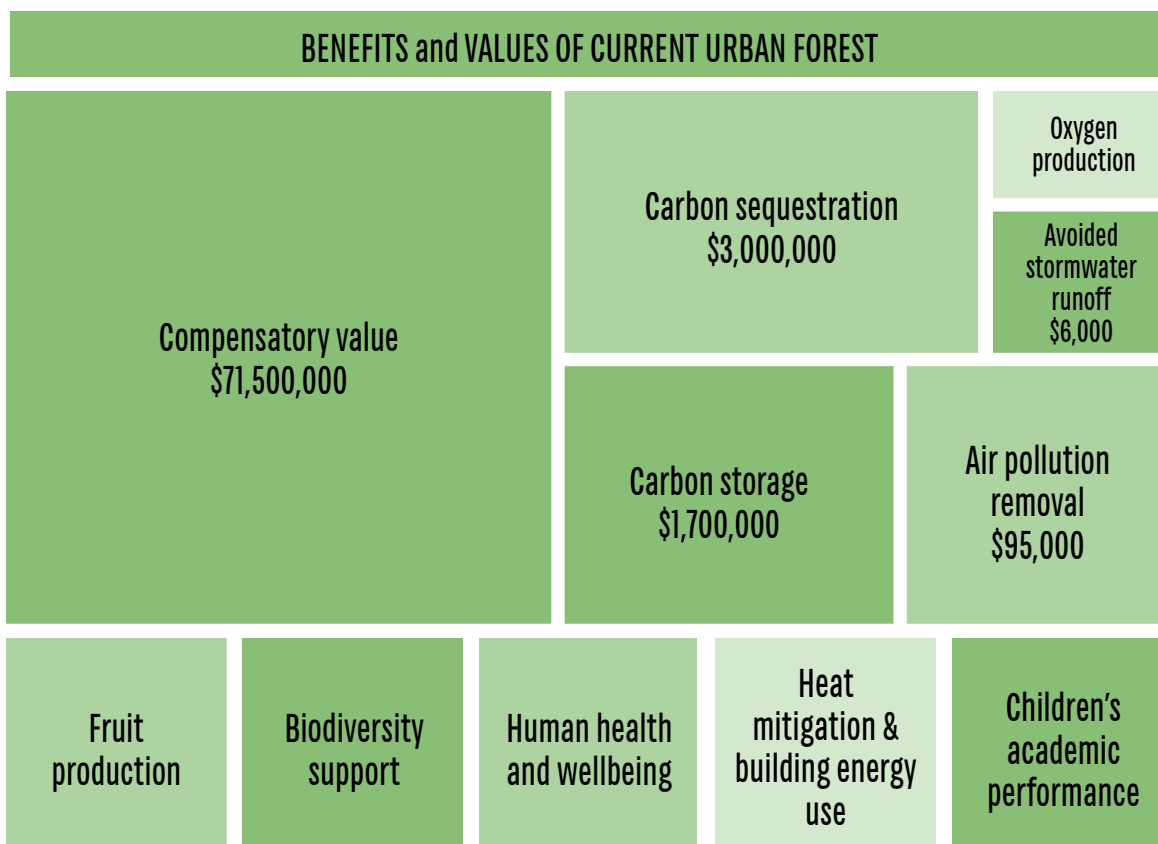 BENEFITS and VALUES OF CURRENT URBAN FOREST
Compensatory value
$71,500,000
Carbon sequestration
$3,000,000
Oxygen
production
Avoided
stormwater
runoff
$6,000
Carbon storage
$1,700,000
Air pollution
removal
$95,000
Fruit
production
Biodiversity
support
Human health
and wellbeing
Heat
mitigation &
building energy
use
Children’s
academic
performance